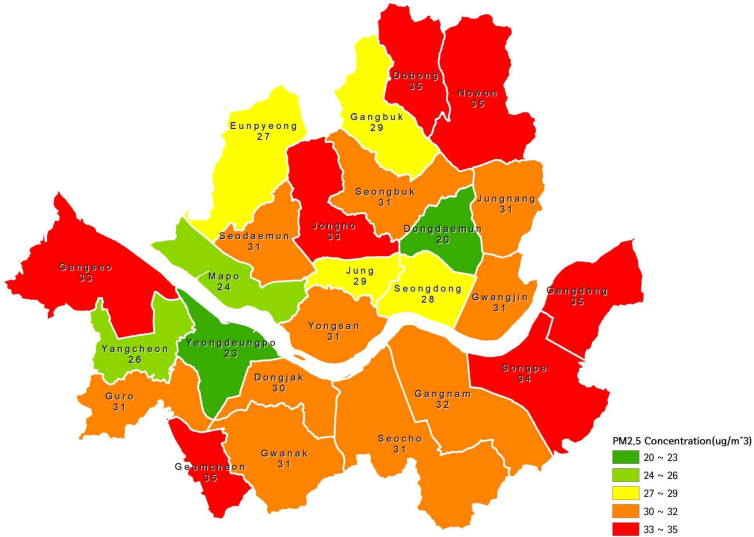 Dobong
35
Nowon
35
Gangbuk
29
Eunpyeong
27
Seongbuk
31
Jungnang
31
Jongno
33
Dongdaemun
20
Seodaemun
31
Gangseo
33
Mapo
24
Jung
29
Seongdong
28
Gwangjin
31
Gangdong
35
Yongsan
31
Yangcheon
26
Yeongdeungpo
23
Songpa
34
Dongjak
30
Gangnam
32
Guro
31
Seocho
31
Gwanak
31
Geumcheon
35
PM2,5 Concentration(ug/m^3)
20 ~ 23
24 ~ 26
27 ~ 29
30 ~ 32
33 ~ 35